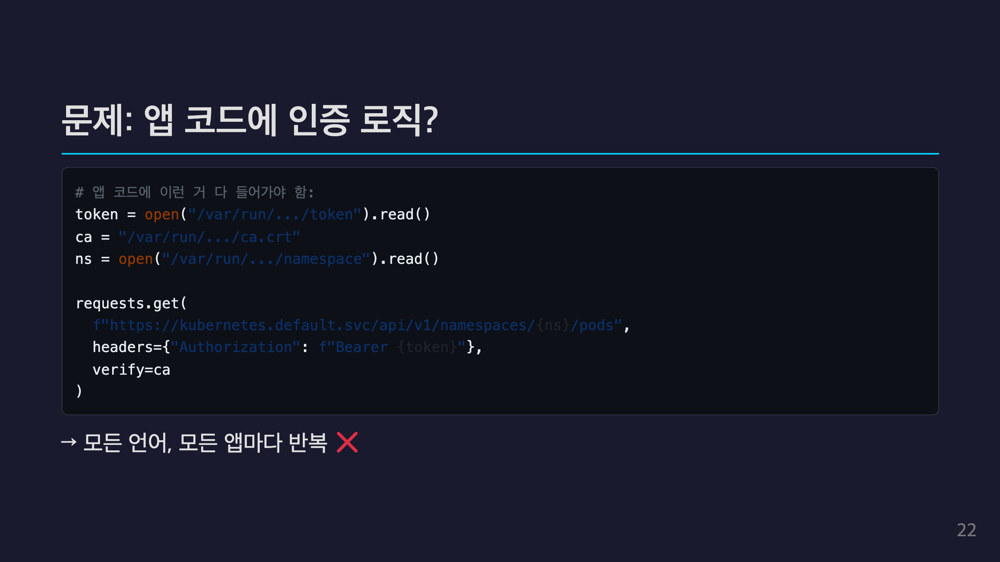 문제: 앱 코드에 인증 로직?
# 앱 코드에 이런 거 다 들어가야 함:
token = open("/var/run/.../token").read()
ca = "/var/run/.../ca.crt"
ns = open("/var/run/.../namespace").read()
requests.get(
  f"https://kubernetes.default.svc/api/v1/namespaces/{ns}/pods",
  headers={"Authorization": f"Bearer {token}"},
  verify=ca
)
→ 모든 언어, 모든 앱마다 반복 ❌
22